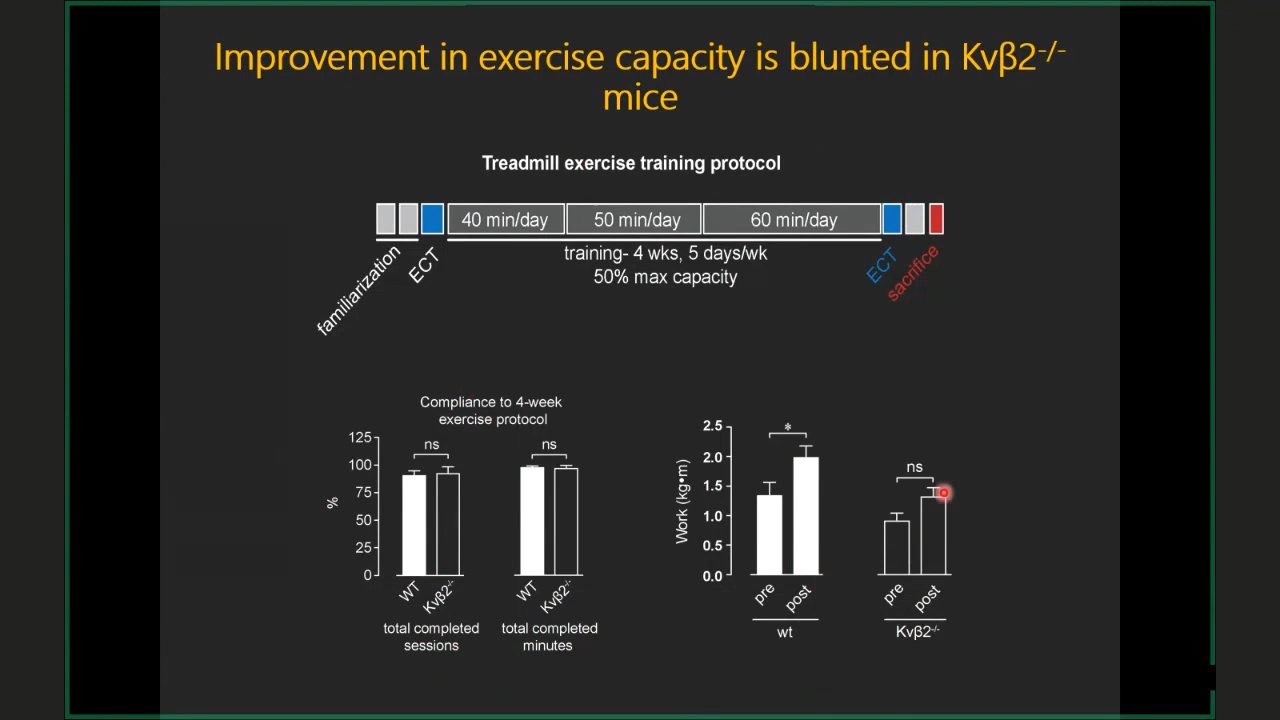 Improvement in exercise capacity is blunted in Kvβ2-/-
mice
Treadmill exercise training protocol
40 min/day 50 min/day 60 min/day
familiarization ECT
training- 4 wks, 5 days/wk
50% max capacity
ECT sacrifice
Compliance to 4-week
exercise protocol
ns ns
125
100
75
50
25
0
%
WT Kvβ2-/- WT Kvβ2-/-
total completed
sessions
total completed
minutes
2.5
2.0
1.5
1.0
0.5
0.0
Work (kg•m)
*
ns
pre post pre post
wt Kvβ2-/-